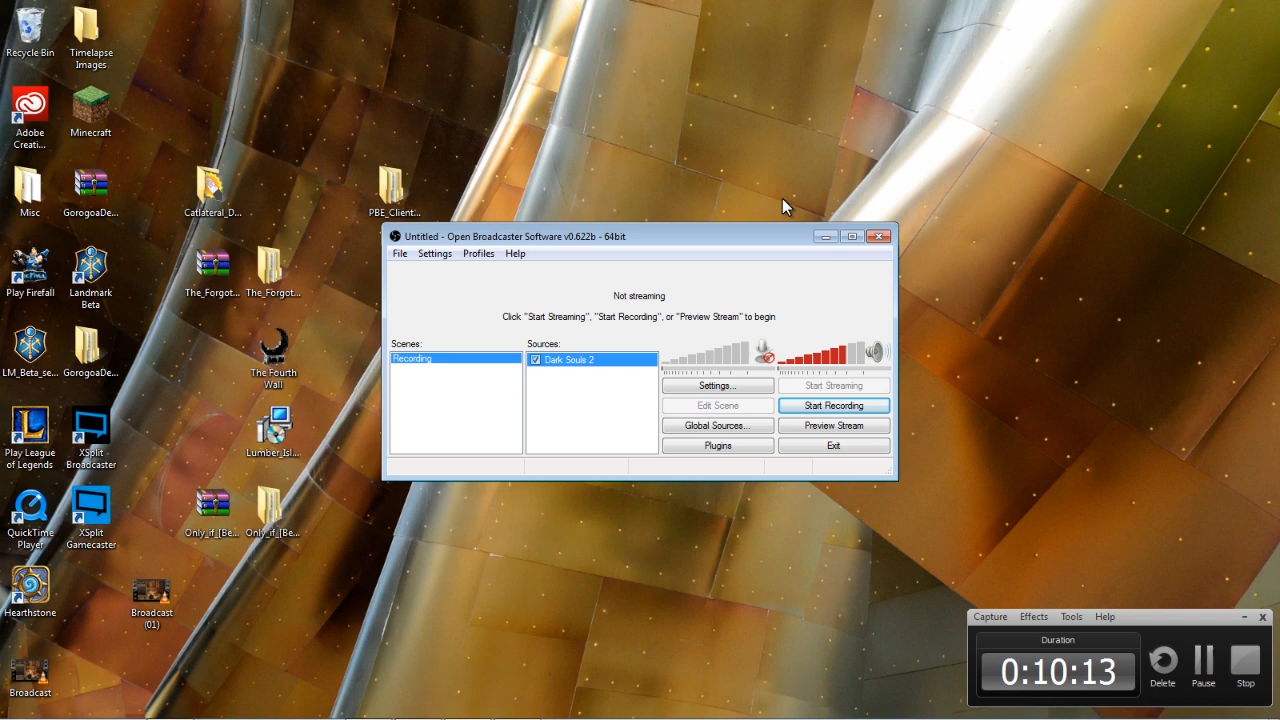 Recycle Bin
Timelapse
Images
Adobe
Creati...
Minecraft
Misc
GorogoaDe...
Catlateral_D...
PBE_Client...
Play Firefall
Landmark
Beta
The_Forgot...
The_Forgot...
LM_Beta_se...
GorogoaDe...
The Fourth
Wall
Play League
of Legends
XSplit
Broadcaster
Lumber_Isl...
QuickTime
Player
XSplit
Gamecaster
Only_if_[Be...
Only_if_[Be...
Hearthstone
Broadcast
(01)
Broadcast
Untitled - Open Broadcaster Software v0.622b - 64bit
File Settings Profiles Help
Not streaming
Click "Start Streaming", "Start Recording", or "Preview Stream" to begin
Scenes:
Recording
Sources:
Dark Souls 2
Settings...
Start Streaming
Edit Scene
Start Recording
Global Sources...
Preview Stream
Plugins
Exit
Capture Effects Tools Help
Duration
0:10:13
Delete
Pause
Stop